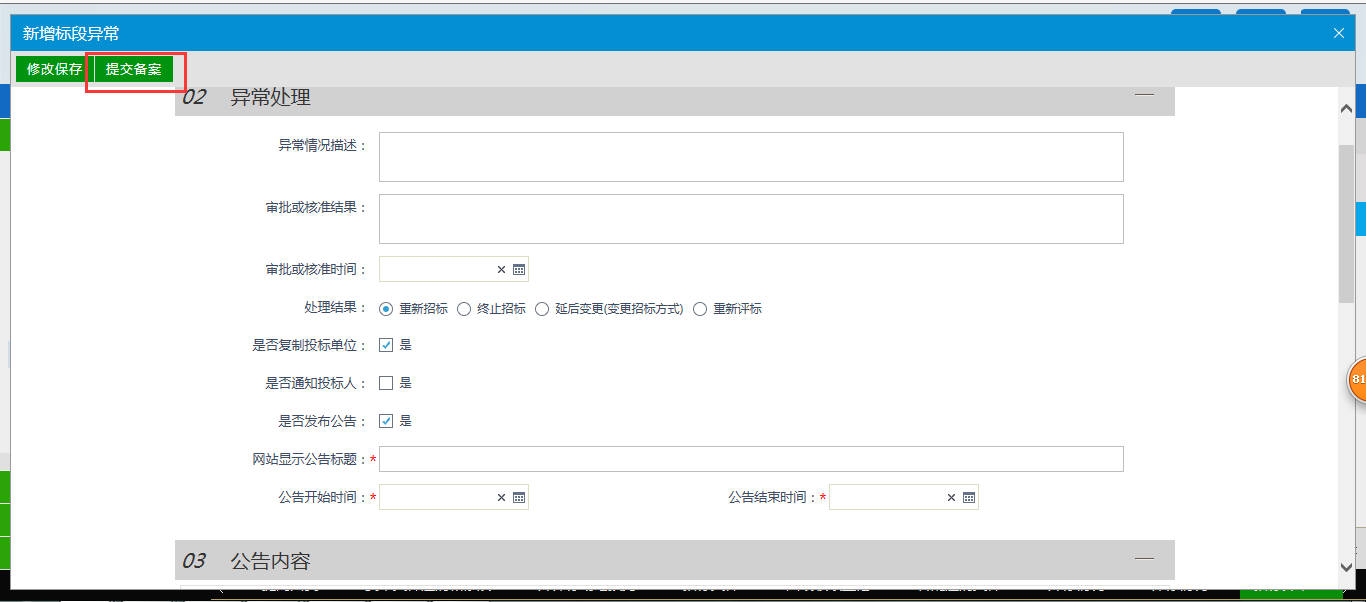 新增标段异常
修改保存 提交备案
02 异常处理
异常情况描述：
审批或核准结果：
审批或核准时间：
处理结果： 重新招标 终止招标 延后变更(变更招标方式) 重新评标
是否复制投标单位： 是
是否通知投标人： 是
是否发布公告： 是
81
网站显示公告标题：*
公告开始时间：* 公告结束时间：*
03 公告内容